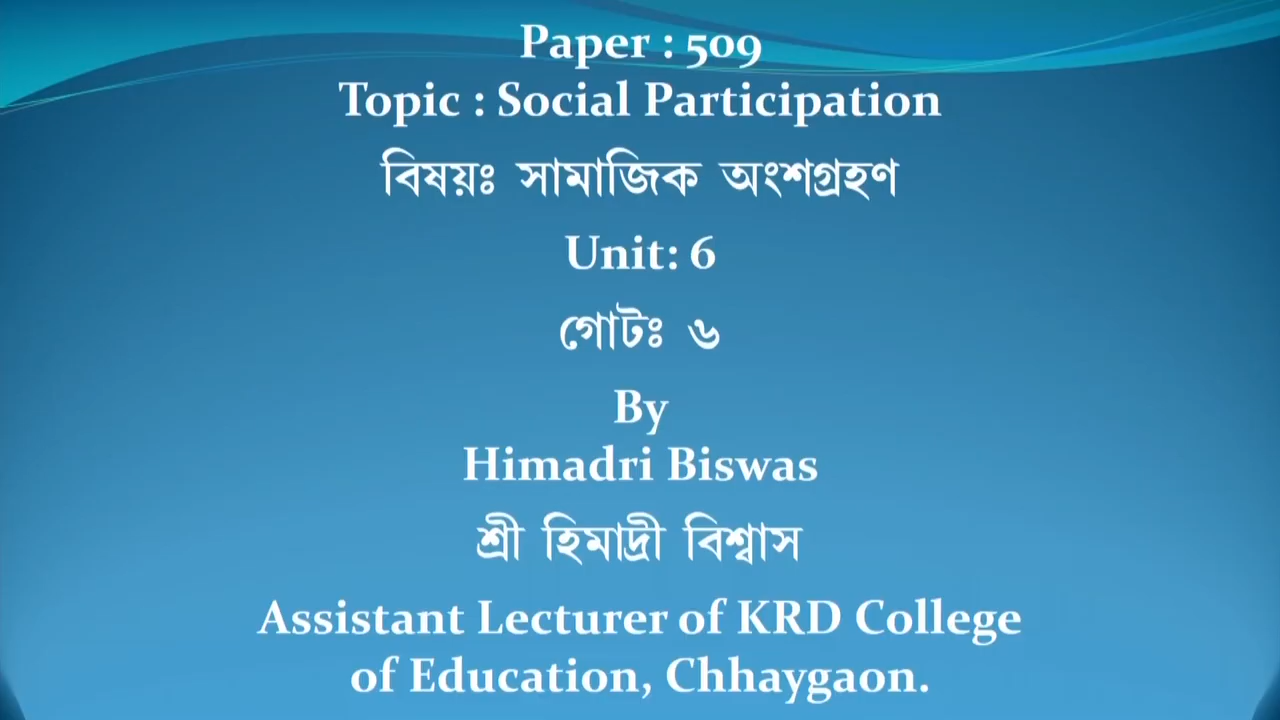 Paper : 509
Topic : Social Participation
বিষয়ঃ সামাজিক অংশগ্রহণ
Unit: 6
গোটঃ ৬
By
Himadri Biswas
শ্ৰী হিমাদ্ৰী বিশ্বাস
Assistant Lecturer of KRD College
of Education, Chhaygaon.